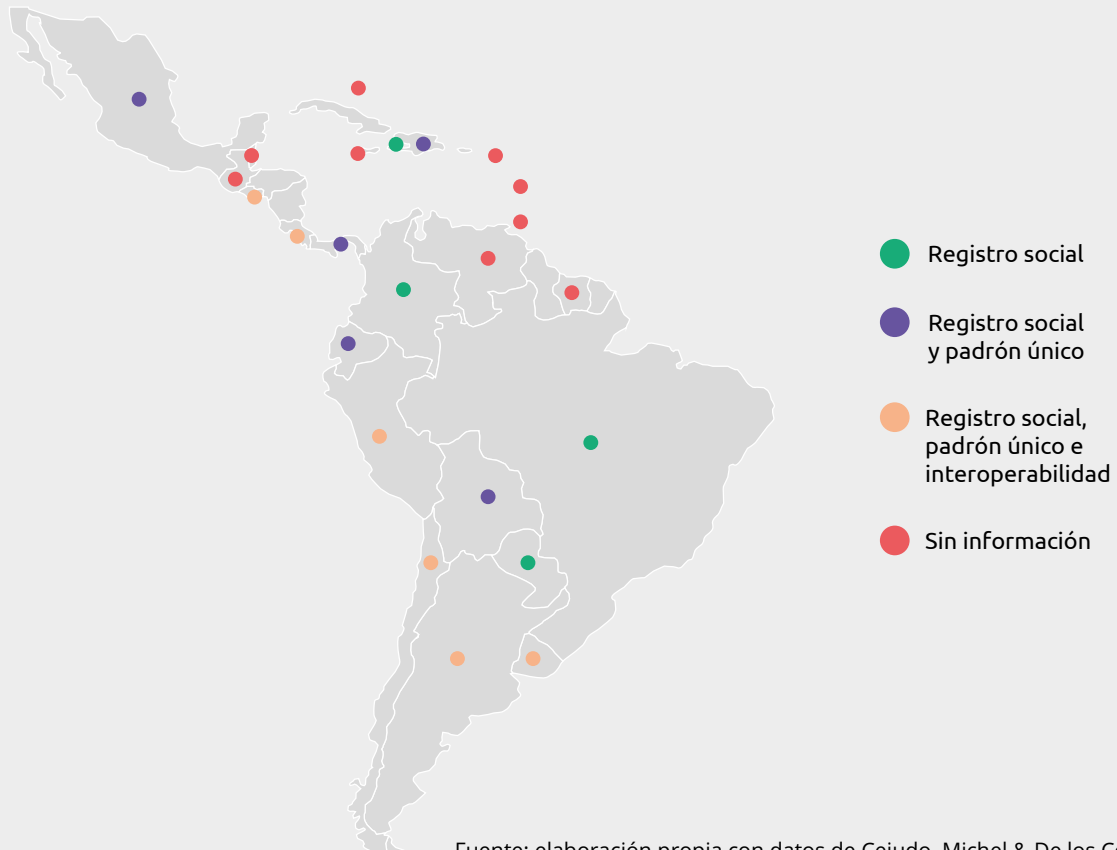 Registro social
Registro social
y padrón único
Registro social,
padrón único e
interoperabilidad
Sin información
Fuente: elaboración propia con datos de Cejudo, Michel & De los